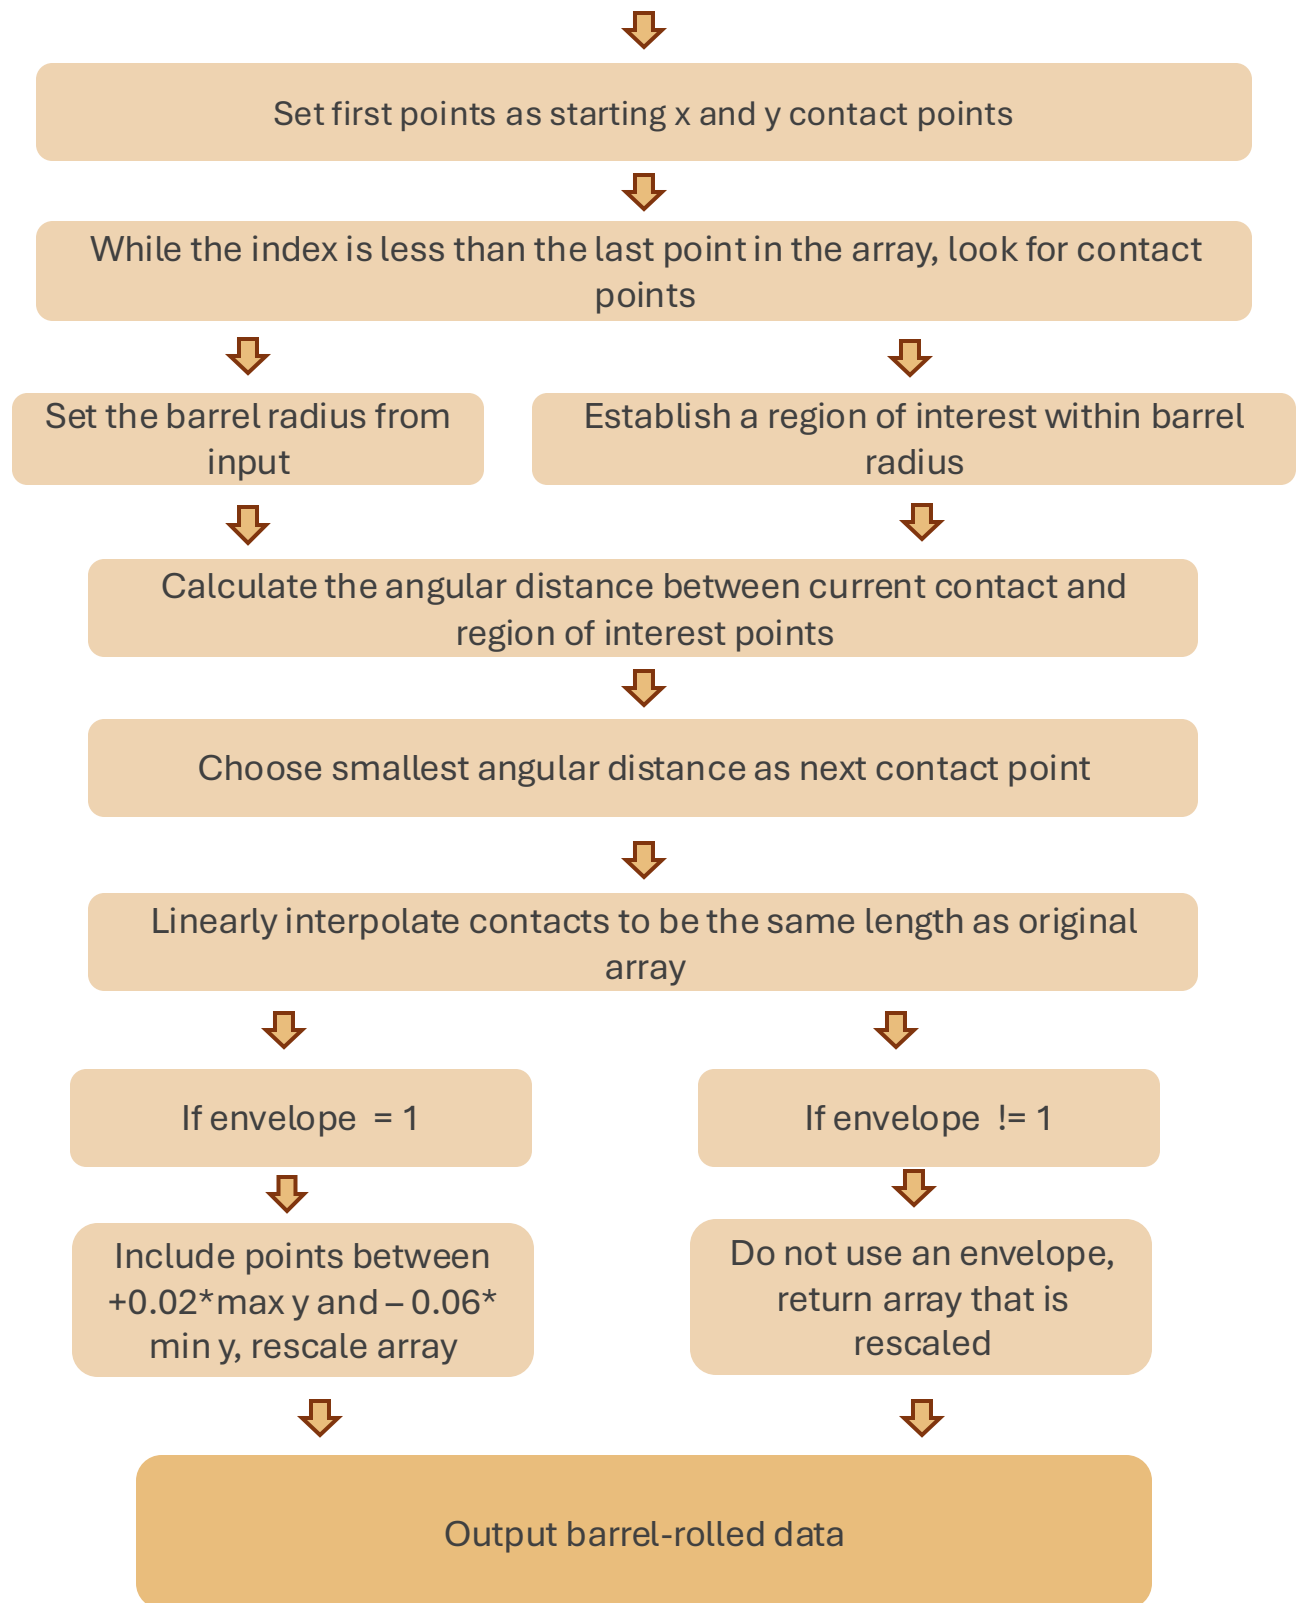 Set first points as starting x and y contact points
While the index is less than the last point in the array, look for contact
points
Set the barrel radius from
input
Establish a region of interest within barrel
radius
Calculate the angular distance between current contact and
region of interest points
Choose smallest angular distance as next contact point
Linearly interpolate contacts to be the same length as original
array
If envelope = 1
If envelope != 1
Include points between
+0.02*max y and – 0.06*
min y, rescale array
Do not use an envelope,
return array that is
rescaled
Output barrel-rolled data